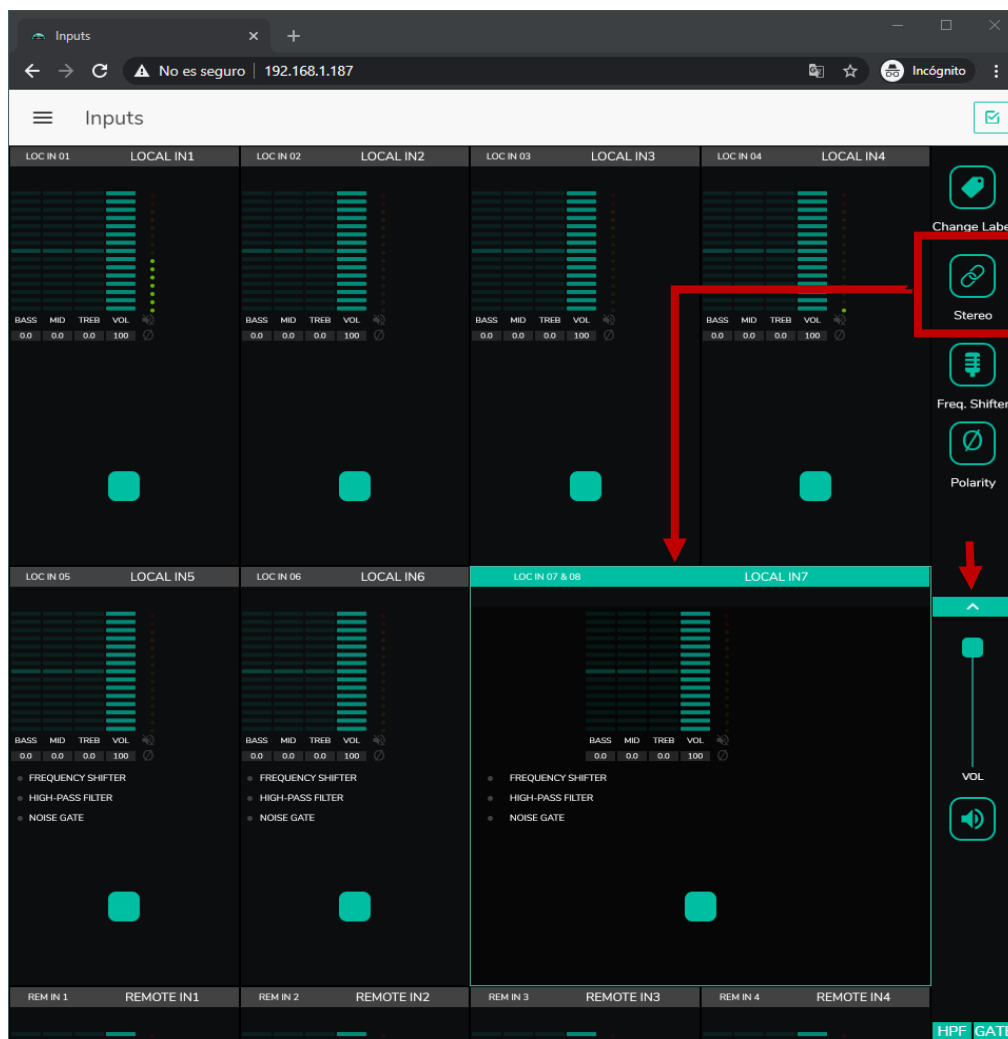 Inputs
No es seguro 192.168.1.187 Incógnito
Inputs
LOC IN 01 LOCAL IN1 LOC IN 02 LOCAL IN2 LOC IN 03 LOCAL IN3 LOC IN 04 LOCAL IN4
BASS MID TREB VOL BASS MID TREB VOL BASS MID TREB VOL BASS MID TREB VOL
0.0 0.0 0.0 100 0.0 0.0 0.0 100 0.0 0.0 0.0 100 0.0 0.0 0.0 100
Change Labe
Stereo
Freq. Shifter
Polarity
LOC IN 05 LOCAL IN5 LOC IN 06 LOCAL IN6 LOC IN 07 & 08 LOCAL IN7
BASS MID TREB VOL BASS MID TREB VOL BASS MID TREB VOL
0.0 0.0 0.0 100 0.0 0.0 0.0 100 0.0 0.0 0.0 100
FREQUENCY SHIFTER FREQUENCY SHIFTER FREQUENCY SHIFTER
HIGH-PASS FILTER HIGH-PASS FILTER HIGH-PASS FILTER
NOISE GATE NOISE GATE NOISE GATE
VOL
REM IN 1 REMOTE IN1 REM IN 2 REMOTE IN2 REM IN 3 REMOTE IN3 REM IN 4 REMOTE IN4
HPF GATE